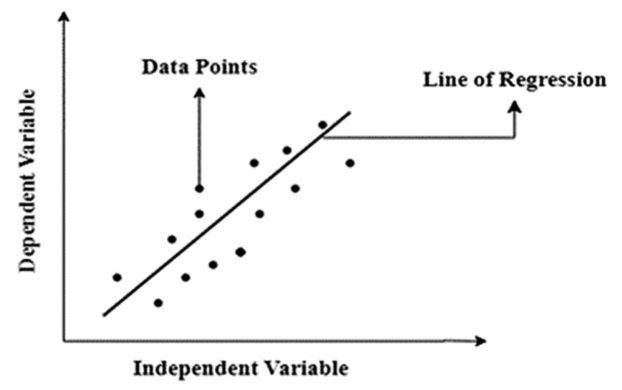 Data Points
Line of Regression
Dependent Variable
Independent Variable